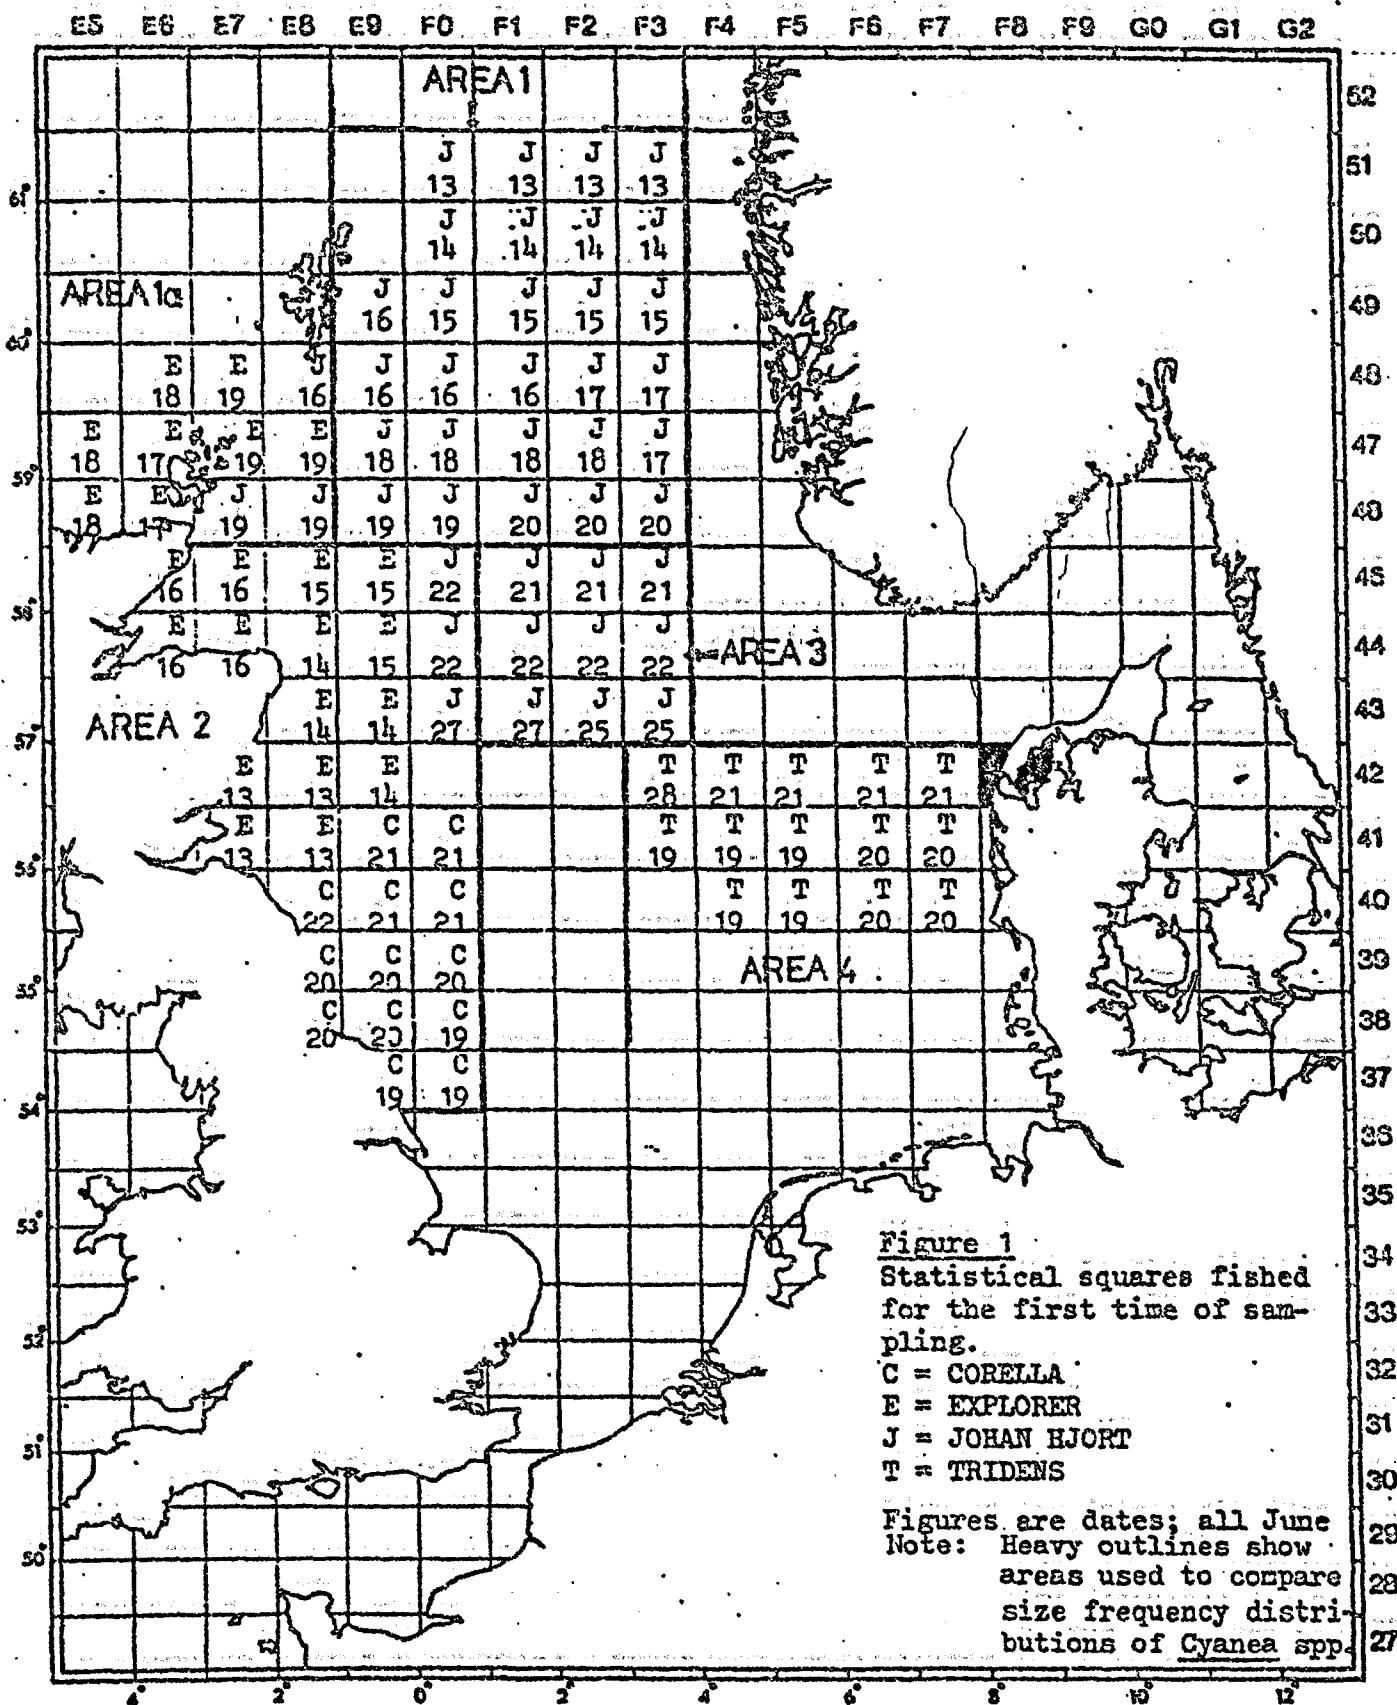 E5 E6 E7 E8 E9 F0 F1 F2 F3 F4 F5 F6 F7 F8 F9 G0 G1 G2
AREA 1
52
J J J J
51
13 13 13 13
61°
J J J J
50
14 14 14 14
AREA 1a
J J J J J
49
16 15 15 15 15
60°
E E J J J J J J
48
18 19 16 16 16 16 17 17
E E E E J J J J J
47
18 17 19 19 18 18 18 18 17
59°
E E J J J J J J J
46
18 17 19 19 19 19 20 20 20
E E E E J J J J
45
16 16 15 15 22 21 21 21
58°
E E E E J J J J
AREA 3
44
16 16 14 15 22 22 22 22
AREA 2
E E J J J J
43
14 14 27 27 25 25
57°
E E E T T T T T
42
13 13 14 28 21 21 21 21
E E C C T T T T T
41
13 13 21 21 19 19 19 20 20
C C C T T T T
40
22 21 21 19 19 20 20
C C C
AREA 4
39
20 20 20
55°
C C C
38
20 20 19
C C
37
19 19
54°
36
35
53°
34
33
52°
32
31
51°
30
29
50°
28
27
Figure 1
Statistical squares fished
for the first time of sam-
pling.
C = CORELLA
E = EXPLORER
J = JOHAN HJORT
T = TRIDENS
Figures are dates; all June
Note: Heavy outlines show
areas used to compare
size frequency distri-
butions of Cyanea spp.
4° 2° 0° 2° 4° 6° 8° 10° 12°